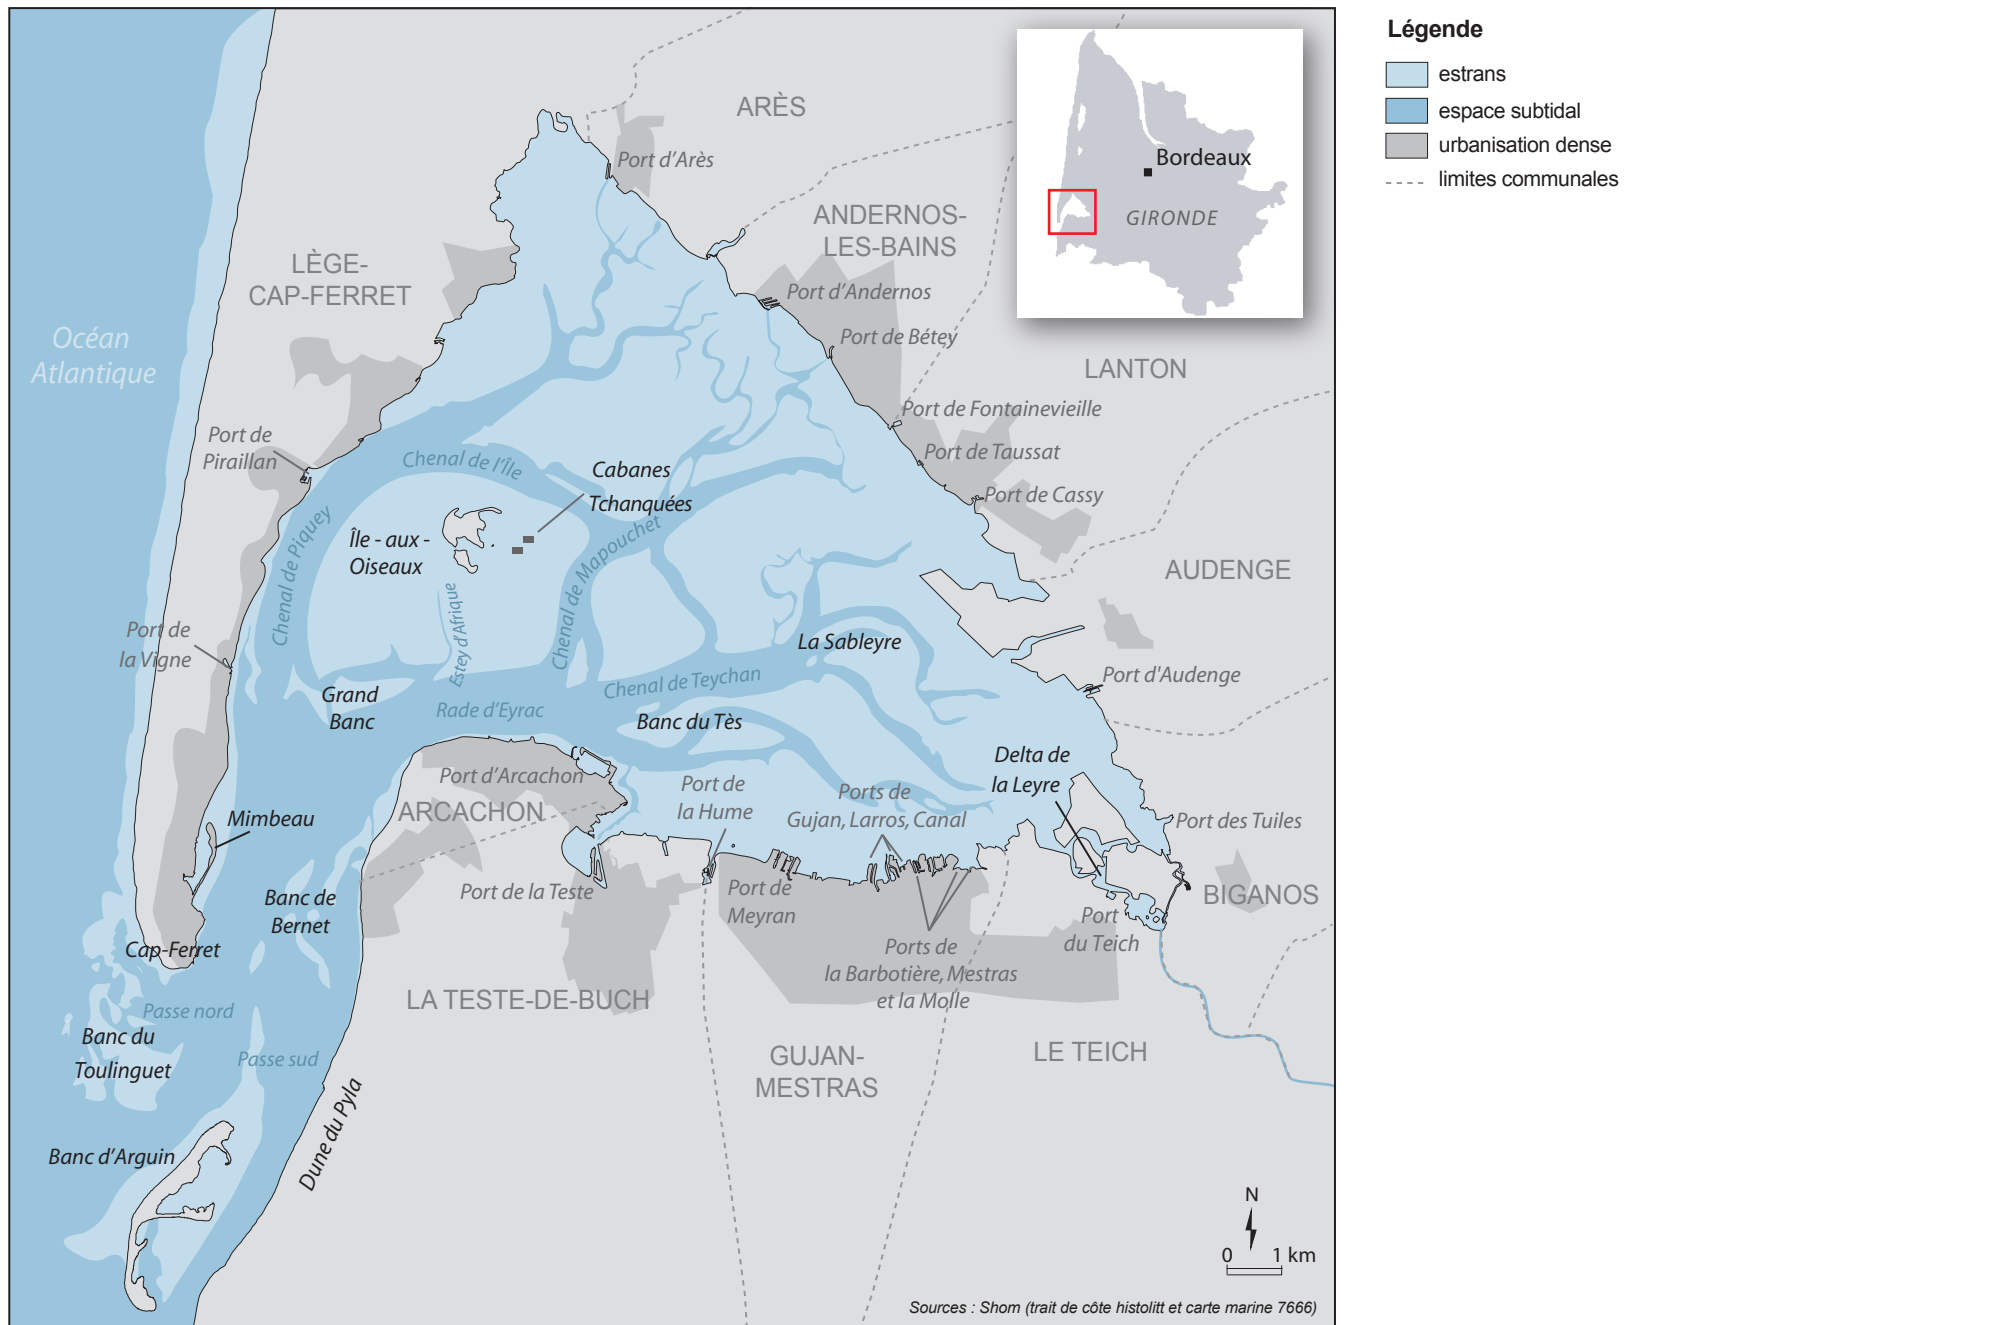 Légende
estrans
espace subtidal
urbanisation dense
limites communales
ARÈS
Port d'Arès
Bordeaux
GIRONDE
ANDERNOS-
LES-BAINS
LÈGE-
CAP-FERRET
Port d'Andernos
Port de Bétey
Océan
Atlantique
LANTON
Port de Fontainevieille
Port de
Piraillan
Port de Taussat
Chenal de l'Île
Cabanes
Tchanquées
Port de Cassy
Chenal de Piquey
Île - aux -
Oiseaux
Chenal de Mapouchet
AUDENGE
Estey d'Afrique
Port de
la Vigne
La Sableyre
Port d'Audenge
Grand
Banc
Chenal de Teychan
Rade d'Eyrac
Banc du Tès
Delta de
la Leyre
Port d'Arcachon
Port de
la Hume
Ports de
Gujan, Larros, Canal
ARCACHON
Mimbeau
Port des Tuiles
Port de la Teste
Port de
Meyran
BIGANOS
Banc de
Bernet
Port
du Teich
Cap-Ferret
Ports de
la Barbotière, Mestras
et la Molle
LA TESTE-DE-BUCH
Passe nord
Banc du
Toulinguet
Passe sud
GUJAN-
MESTRAS
LE TEICH
Dune du Pyla
Banc d'Arguin
N
0 1 km
Sources : Shom (trait de côte histolitt et carte marine 7666)